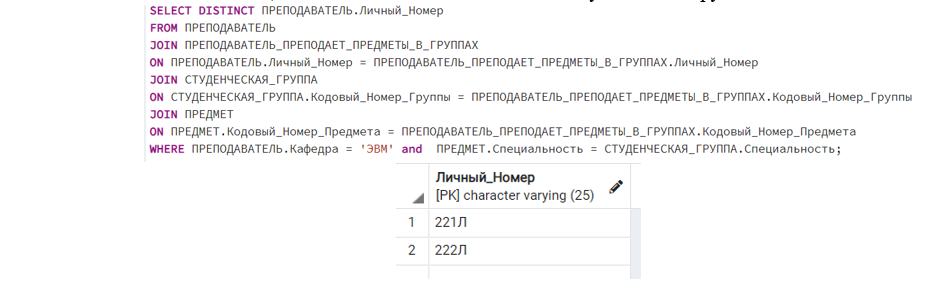 SELECT DISTINCT ПРЕПОДАВАТЕЛЬ.Личный_Номер
FROM ПРЕПОДАВАТЕЛЬ
JOIN ПРЕПОДАВАТЕЛЬ_ПРЕПОДАЕТ_ПРЕДМЕТЫ_В_ГРУППАХ
ON ПРЕПОДАВАТЕЛЬ.Личный_Номер = ПРЕПОДАВАТЕЛЬ_ПРЕПОДАЕТ_ПРЕДМЕТЫ_В_ГРУППАХ.Личный_Номер
JOIN СТУДЕНЧЕСКАЯ_ГРУППА
ON СТУДЕНЧЕСКАЯ_ГРУППА.Кодовый_Номер_Группы = ПРЕПОДАВАТЕЛЬ_ПРЕПОДАЕТ_ПРЕДМЕТЫ_В_ГРУППАХ.Кодовый_Номер_Группы
JOIN ПРЕДМЕТ
ON ПРЕДМЕТ.Кодовый_Номер_Предмета = ПРЕПОДАВАТЕЛЬ_ПРЕПОДАЕТ_ПРЕДМЕТЫ_В_ГРУППАХ.Кодовый_Номер_Предмета
WHERE ПРЕПОДАВАТЕЛЬ.Кафедра = 'ЭВМ' and ПРЕДМЕТ.Специальность = СТУДЕНЧЕСКАЯ_ГРУППА.Специальность;
Личный_Номер
[PK] character varying (25)
1 221Л
2 222Л